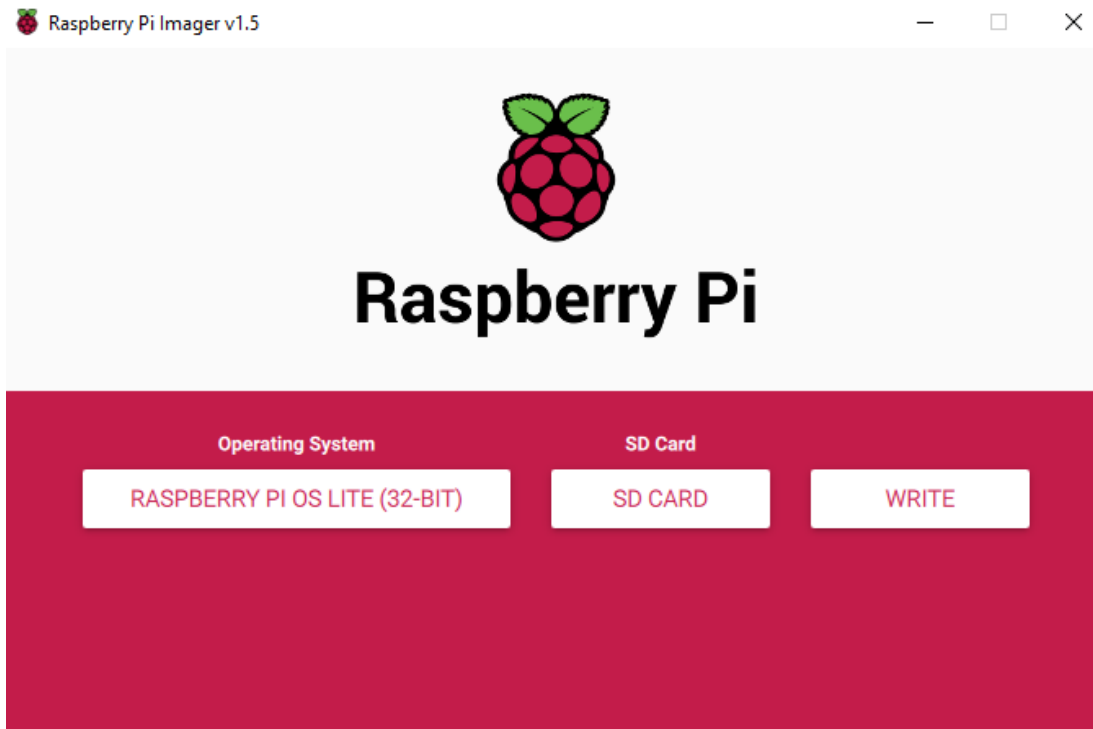 Raspberry Pi Imager v1.5
Raspberry Pi
Operating System
SD Card
RASPBERRY PI OS LITE (32-BIT)
SD CARD
WRITE